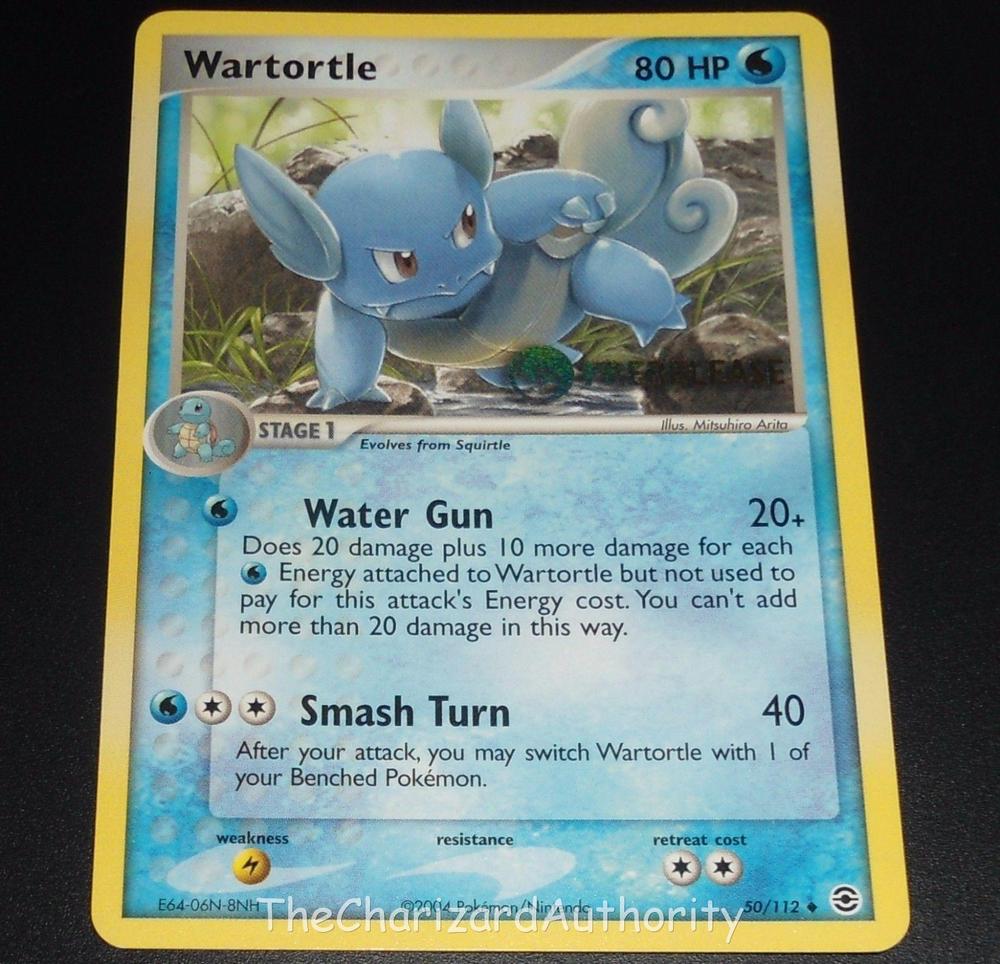 Wartortle
80 HP
PRERELEASE
Illus. Mitsuhiro Arita
STAGE 1
Evolves from Squirtle
Water Gun 20+
Does 20 damage plus 10 more damage for each
Energy attached to Wartortle but not used to
pay for this attack's Energy cost. You can't add
more than 20 damage in this way.
Smash Turn 40
After your attack, you may switch Wartortle with 1 of
your Benched Pokémon.
weakness resistance retreat cost
E64-06N-8NH ©2004 Pokémon/Nintendo 50/112
TheCharizardAuthority